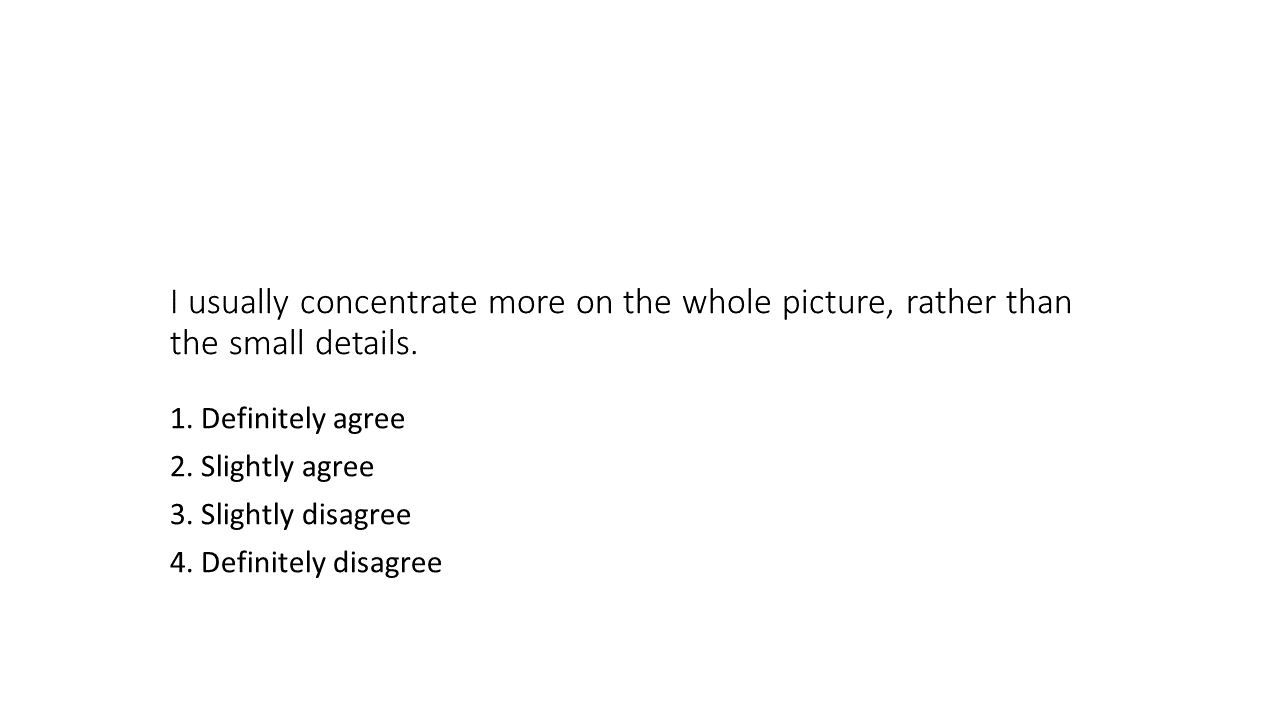 I usually concentrate more on the whole picture, rather than
the small details.
1. Definitely agree
2. Slightly agree
3. Slightly disagree
4. Definitely disagree